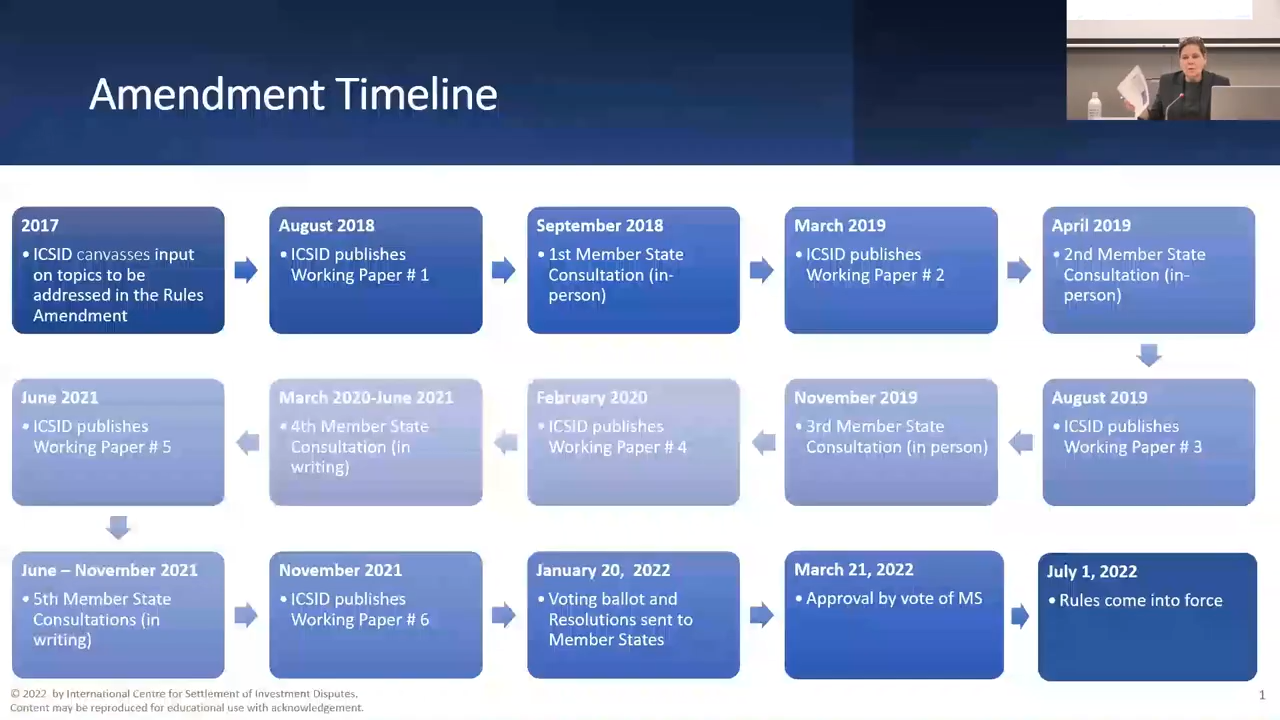 Amendment Timeline
2017
• ICSID canvasses input
on topics to be
addressed in the Rules
Amendment
August 2018
• ICSID publishes
Working Paper # 1
September 2018
• 1st Member State
Consultation (in-
person)
March 2019
• ICSID publishes
Working Paper # 2
April 2019
• 2nd Member State
Consultation (in-
person)
August 2019
• ICSID publishes
Working Paper # 3
November 2019
• 3rd Member State
Consultation (in person)
February 2020
• ICSID publishes
Working Paper # 4
March 2020-June 2021
• 4th Member State
Consultation (in
writing)
June 2021
• ICSID publishes
Working Paper # 5
June – November 2021
• 5th Member State
Consultations (in
writing)
November 2021
• ICSID publishes
Working Paper # 6
January 20, 2022
• Voting ballot and
Resolutions sent to
Member States
March 21, 2022
• Approval by vote of MS
July 1, 2022
• Rules come into force
© 2022 by International Centre for Settlement of Investment Disputes.
Content may be reproduced for educational use with acknowledgement.
1